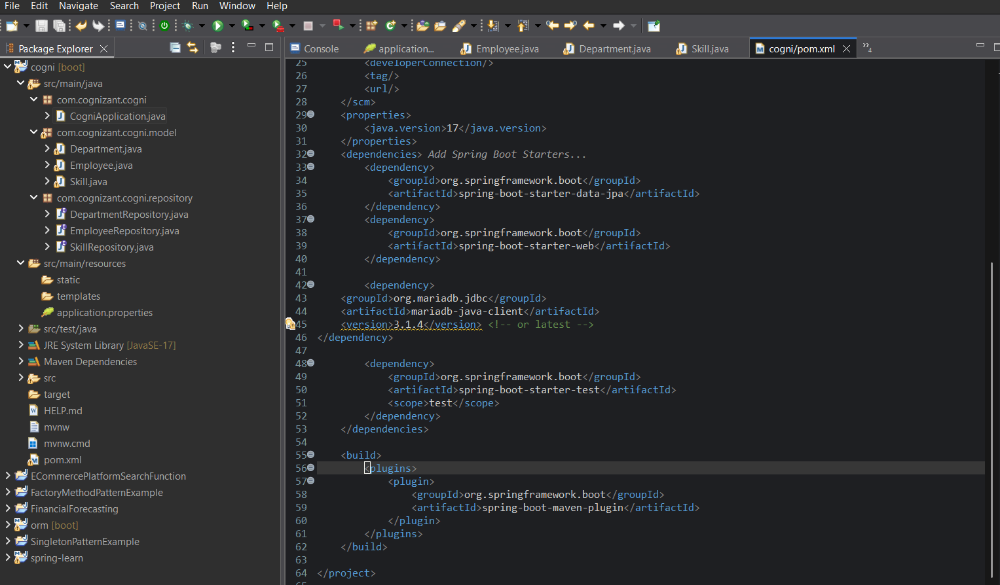 File Edit Navigate Search Project Run Window Help
Package Explorer
cogni [boot]
src/main/java
com.cognizant.cogni
CogniApplication.java
com.cognizant.cogni.model
Department.java
Employee.java
Skill.java
com.cognizant.cogni.repository
DepartmentRepository.java
EmployeeRepository.java
SkillRepository.java
src/main/resources
static
templates
application.properties
src/test/java
JRE System Library [JavaSE-17]
Maven Dependencies
src
target
HELP.md
mvnw
mvnw.cmd
pom.xml
ECommercePlatformSearchFunction
FactoryMethodPatternExample
FinancialForecasting
orm [boot]
SingletonPatternExample
spring-learn
Console application... Employee.java Department.java Skill.java cogni/pom.xml »4
25 <developerConnection/>
26 <tag/>
27 <url/>
28 </scm>
29 <properties>
30 <java.version>17</java.version>
31 </properties>
32 <dependencies> Add Spring Boot Starters...
33 <dependency>
34 <groupId>org.springframework.boot</groupId>
35 <artifactId>spring-boot-starter-data-jpa</artifactId>
36 </dependency>
37 <dependency>
38 <groupId>org.springframework.boot</groupId>
39 <artifactId>spring-boot-starter-web</artifactId>
40 </dependency>
41
42 <dependency>
43 <groupId>org.mariadb.jdbc</groupId>
44 <artifactId>mariadb-java-client</artifactId>
45 <version>3.1.4</version> <!-- or latest -->
46 </dependency>
47
48 <dependency>
49 <groupId>org.springframework.boot</groupId>
50 <artifactId>spring-boot-starter-test</artifactId>
51 <scope>test</scope>
52 </dependency>
53 </dependencies>
54
55 <build>
56 <plugins>
57 <plugin>
58 <groupId>org.springframework.boot</groupId>
59 <artifactId>spring-boot-maven-plugin</artifactId>
60 </plugin>
61 </plugins>
62 </build>
63
64 </project>